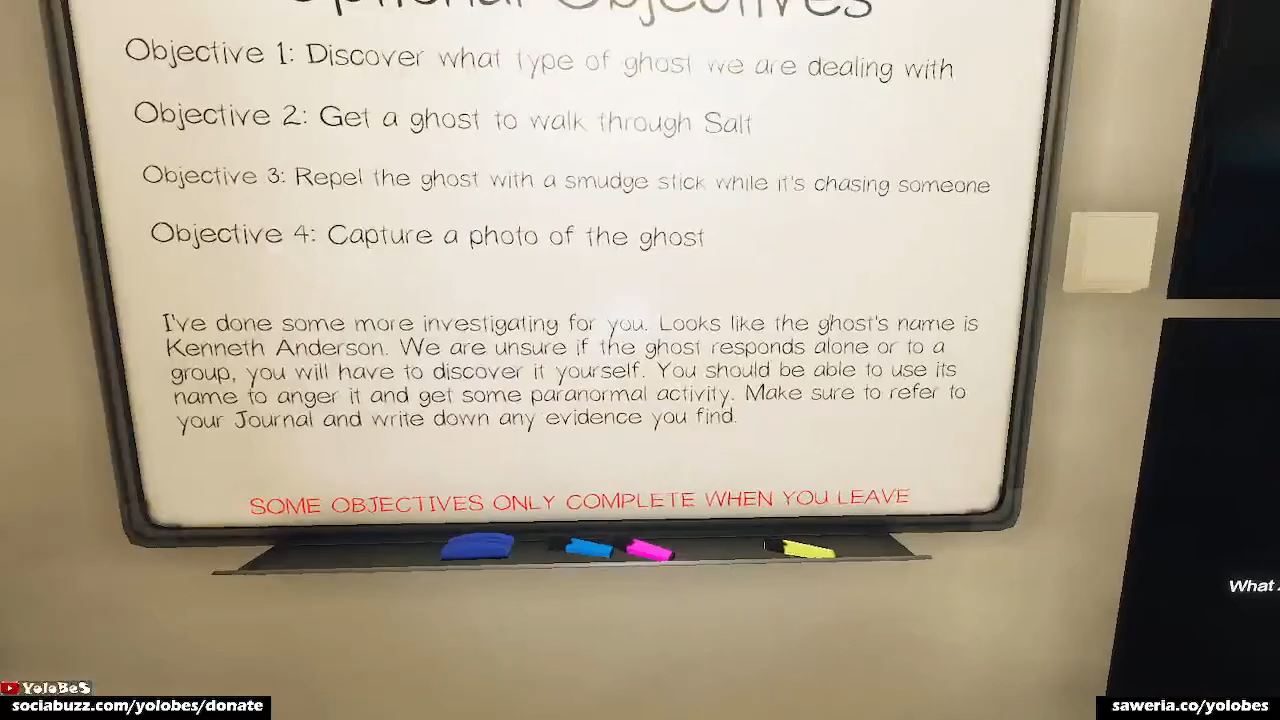 Optional Objectives
Objective 1: Discover what type of ghost we are dealing with
Objective 2: Get a ghost to walk through Salt
Objective 3: Repel the ghost with a smudge stick while it's chasing someone
Objective 4: Capture a photo of the ghost
I've done some more investigating for you. Looks like the ghost's name is
Kenneth Anderson. We are unsure if the ghost responds alone or to a
group, you will have to discover it yourself. You should be able to use its
name to anger it and get some paranormal activity. Make sure to refer to
your Journal and write down any evidence you find.
SOME OBJECTIVES ONLY COMPLETE WHEN YOU LEAVE
What
YoloBeS
sociabuzz.com/yolobes/donate
saweria.co/yolobes